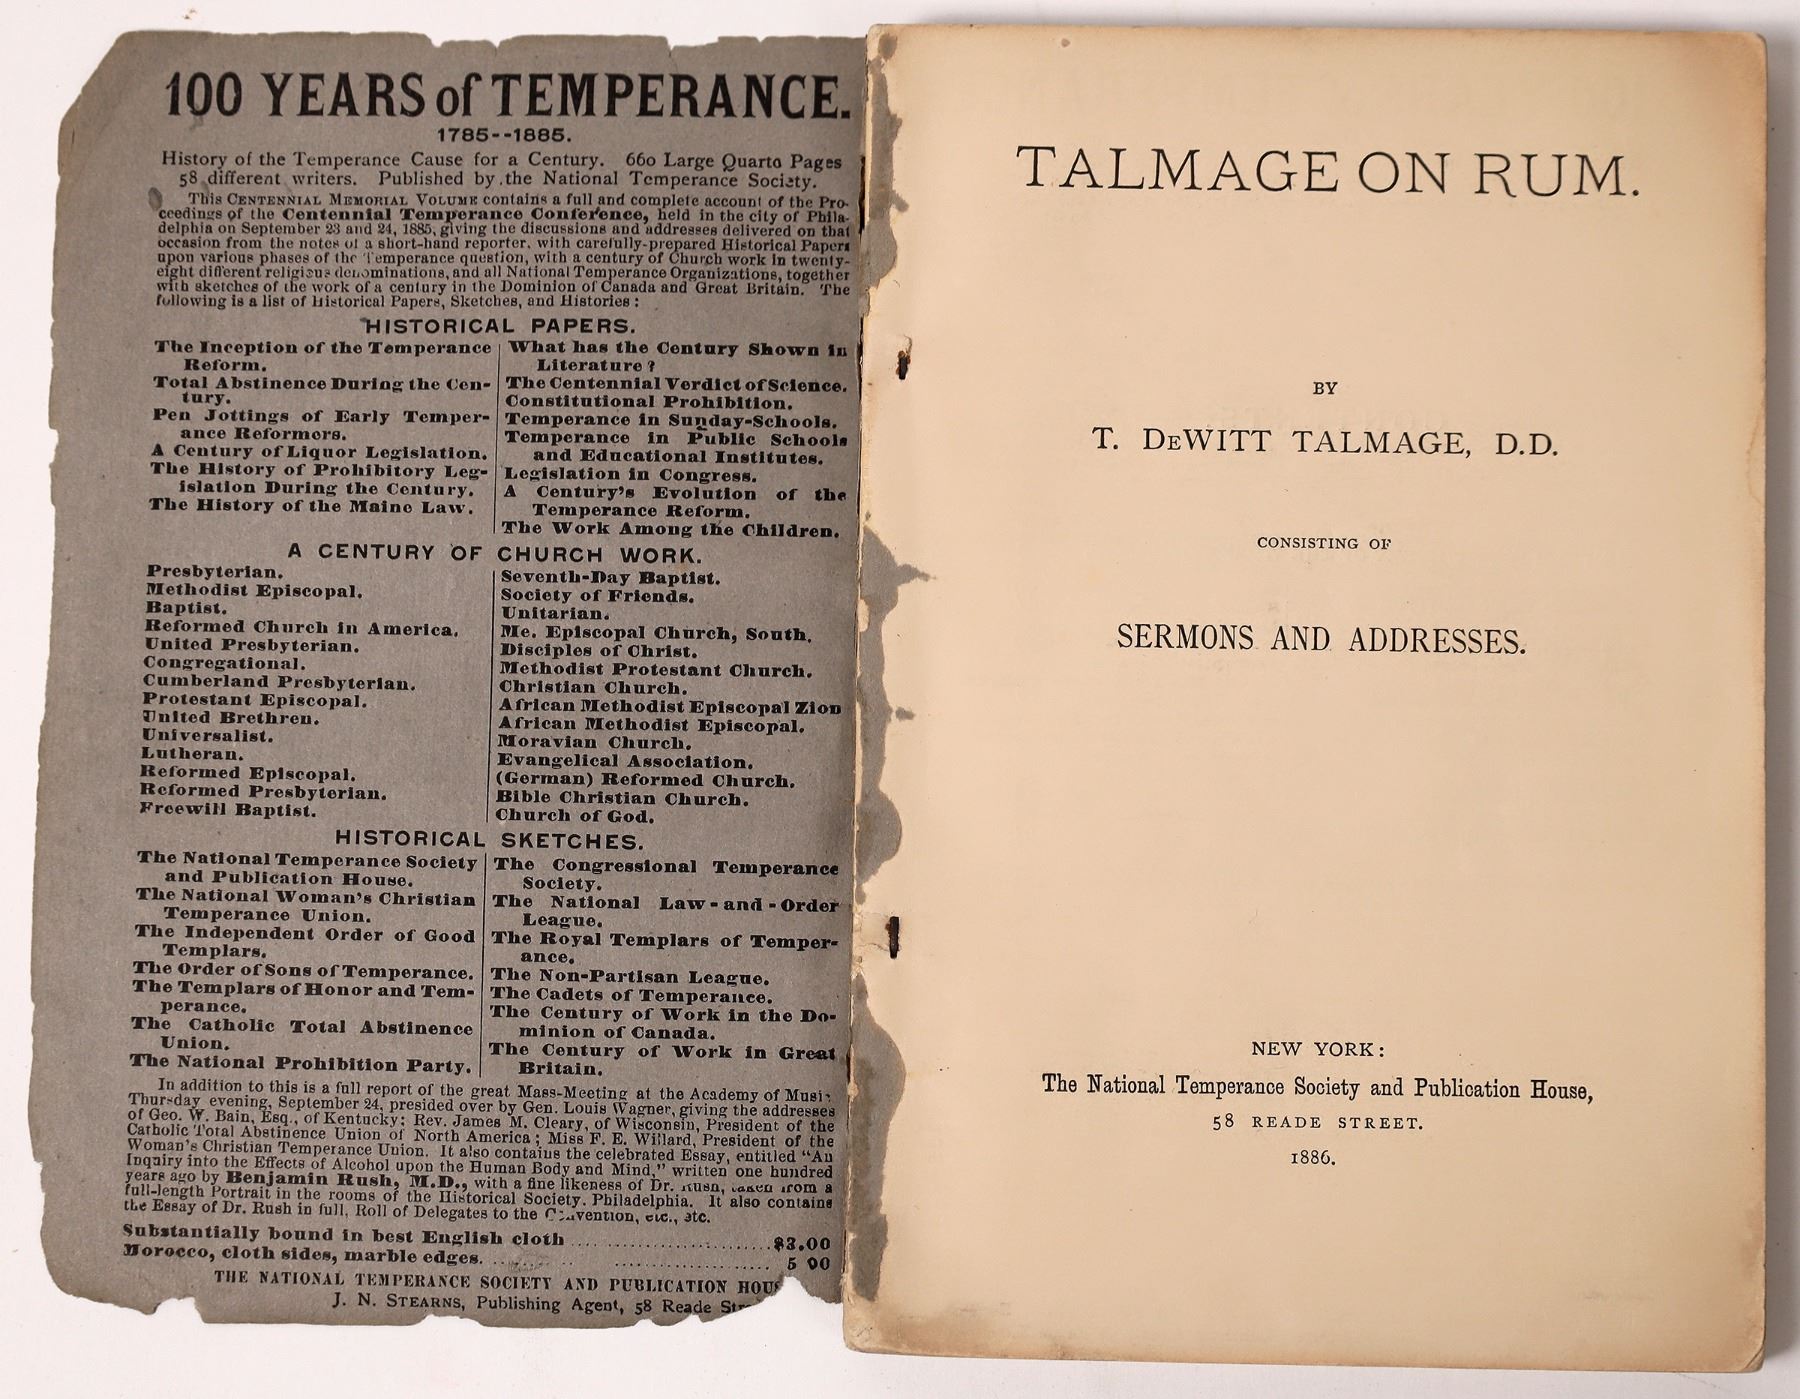 100 YEARS of TEMPERANCE.
1785--1885.
History of the Temperance Cause for a Century. 660 Large Quarto Pages
58 different writers. Published by the National Temperance Society.
This CENTENNIAL MEMORIAL VOLUME contains a full and complete account of the Pro-
ceedings of the Centennial Temperance Conference, held in the city of Phila-
delphia on September 23 and 24, 1885, giving the discussions and addresses delivered on that
occasion from the notes of a short-hand reporter, with carefully-prepared Historical Papers
upon various phases of the Temperance question, with a century of Church work in twenty-
eight different religious denominations, and all National Temperance Organizations, together
with sketches of the work of a century in the Dominion of Canada and Great Britain. The
following is a list of Historical Papers, Sketches, and Histories:
HISTORICAL PAPERS.
The Inception of the Temperance
Reform.
Total Abstinence During the Cen-
tury.
Pen Jottings of Early Temper-
ance Reformers.
A Century of Liquor Legislation.
The History of Prohibitory Leg-
islation During the Century.
The History of the Maine Law.
What has the Century Shown in
Literature?
The Centennial Verdict of Science.
Constitutional Prohibition.
Temperance in Sunday-Schools.
Temperance in Public Schools
and Educational Institutes.
Legislation in Congress.
A Century's Evolution of the
Temperance Reform.
The Work Among the Children.
A CENTURY OF CHURCH WORK.
Presbyterian.
Methodist Episcopal.
Baptist.
Reformed Church in America.
United Presbyterian.
Congregational.
Cumberland Presbyterian.
Protestant Episcopal.
United Brethren.
Universalist.
Lutheran.
Reformed Episcopal.
Reformed Presbyterian.
Freewill Baptist.
Seventh-Day Baptist.
Society of Friends.
Unitarian.
Me. Episcopal Church, South.
Disciples of Christ.
Methodist Protestant Church.
Christian Church.
African Methodist Episcopal Zion
African Methodist Episcopal.
Moravian Church.
Evangelical Association.
(German) Reformed Church.
Bible Christian Church.
Church of God.
HISTORICAL SKETCHES.
The National Temperance Society
and Publication House.
The National Woman's Christian
Temperance Union.
The Independent Order of Good
Templars.
The Order of Sons of Temperance.
The Templars of Honor and Tem-
perance.
The Catholic Total Abstinence
Union.
The National Prohibition Party.
The Congressional Temperance
Society.
The National Law-and-Order
League.
The Royal Templars of Temper-
ance.
The Non-Partisan League.
The Cadets of Temperance.
The Century of Work in the Do-
minion of Canada.
The Century of Work in Great
Britain.
In addition to this is a full report of the great Mass-Meeting at the Academy of Music
Thursday evening, September 24, presided over by Gen. Louis Wagner, giving the addresses
of Geo. W. Bain, Esq., of Kentucky; Rev. James M. Cleary, of Wisconsin, President of the
Catholic Total Abstinence Union of North America; Miss F. E. Willard, President of the
Woman's Christian Temperance Union. It also contains the celebrated Essay, entitled "An
Inquiry into the Effects of Alcohol upon the Human Body and Mind," written one hundred
years ago by Benjamin Rush, M.D., with a fine likeness of Dr. Rush, taken from a
full-length Portrait in the rooms of the Historical Society, Philadelphia. It also contains
the Essay of Dr. Rush in full, Roll of Delegates to the Convention, etc., etc.
Substantially bound in best English cloth ........................ $3.00
Morocco, cloth sides, marble edges. ........................ 5 00
THE NATIONAL TEMPERANCE SOCIETY AND PUBLICATION HOU
J. N. STEARNS, Publishing Agent, 58 Reade Str
TALMAGE ON RUM.
BY
T. DEWITT TALMAGE, D.D.
CONSISTING OF
SERMONS AND ADDRESSES.
NEW YORK:
The National Temperance Society and Publication House,
58 READE STREET.
1886.